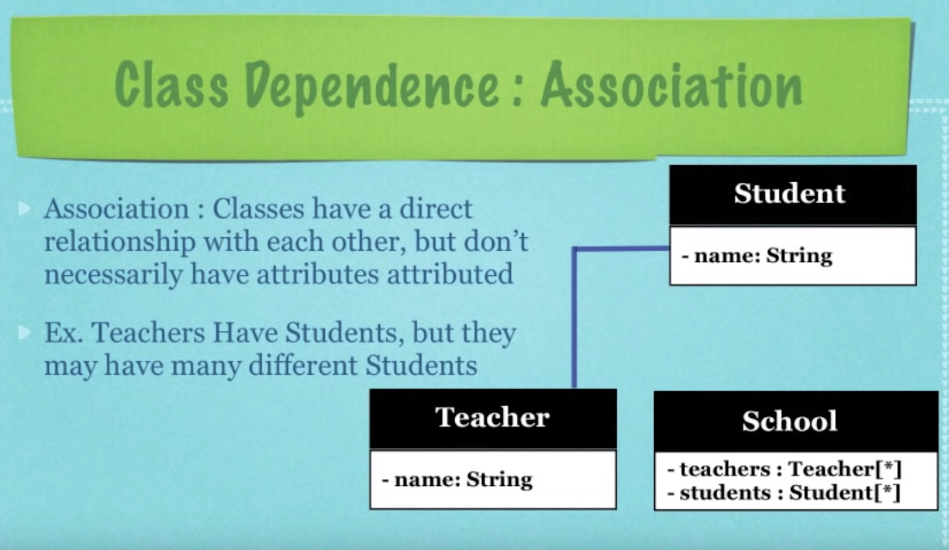 Class Dependence : Association
Association : Classes have a direct
relationship with each other, but don't
necessarily have attributes attributed
Ex. Teachers Have Students, but they
may have many different Students
Student
- name: String
Teacher
- name: String
School
- teachers : Teacher[*]
- students : Student[*]